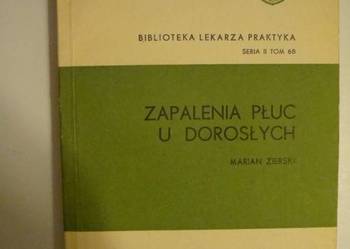 BIBLIOTEKA LEKARZA PRAKTYKA
SERIA II TOM 68
ZAPALENIA PŁUC
U DOROSŁYCH
MARIAN ZIERSKI